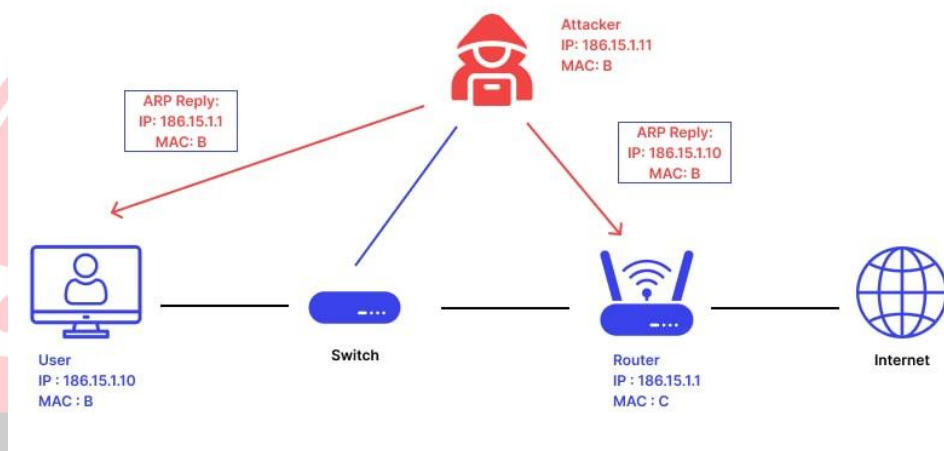 Attacker
IP: 186.15.1.11
MAC: B
ARP Reply:
IP: 186.15.1.1
MAC: B
ARP Reply:
IP: 186.15.1.10
MAC: B
User
IP : 186.15.1.10
MAC : B
Switch
Router
IP : 186.15.1.1
MAC : C
Internet